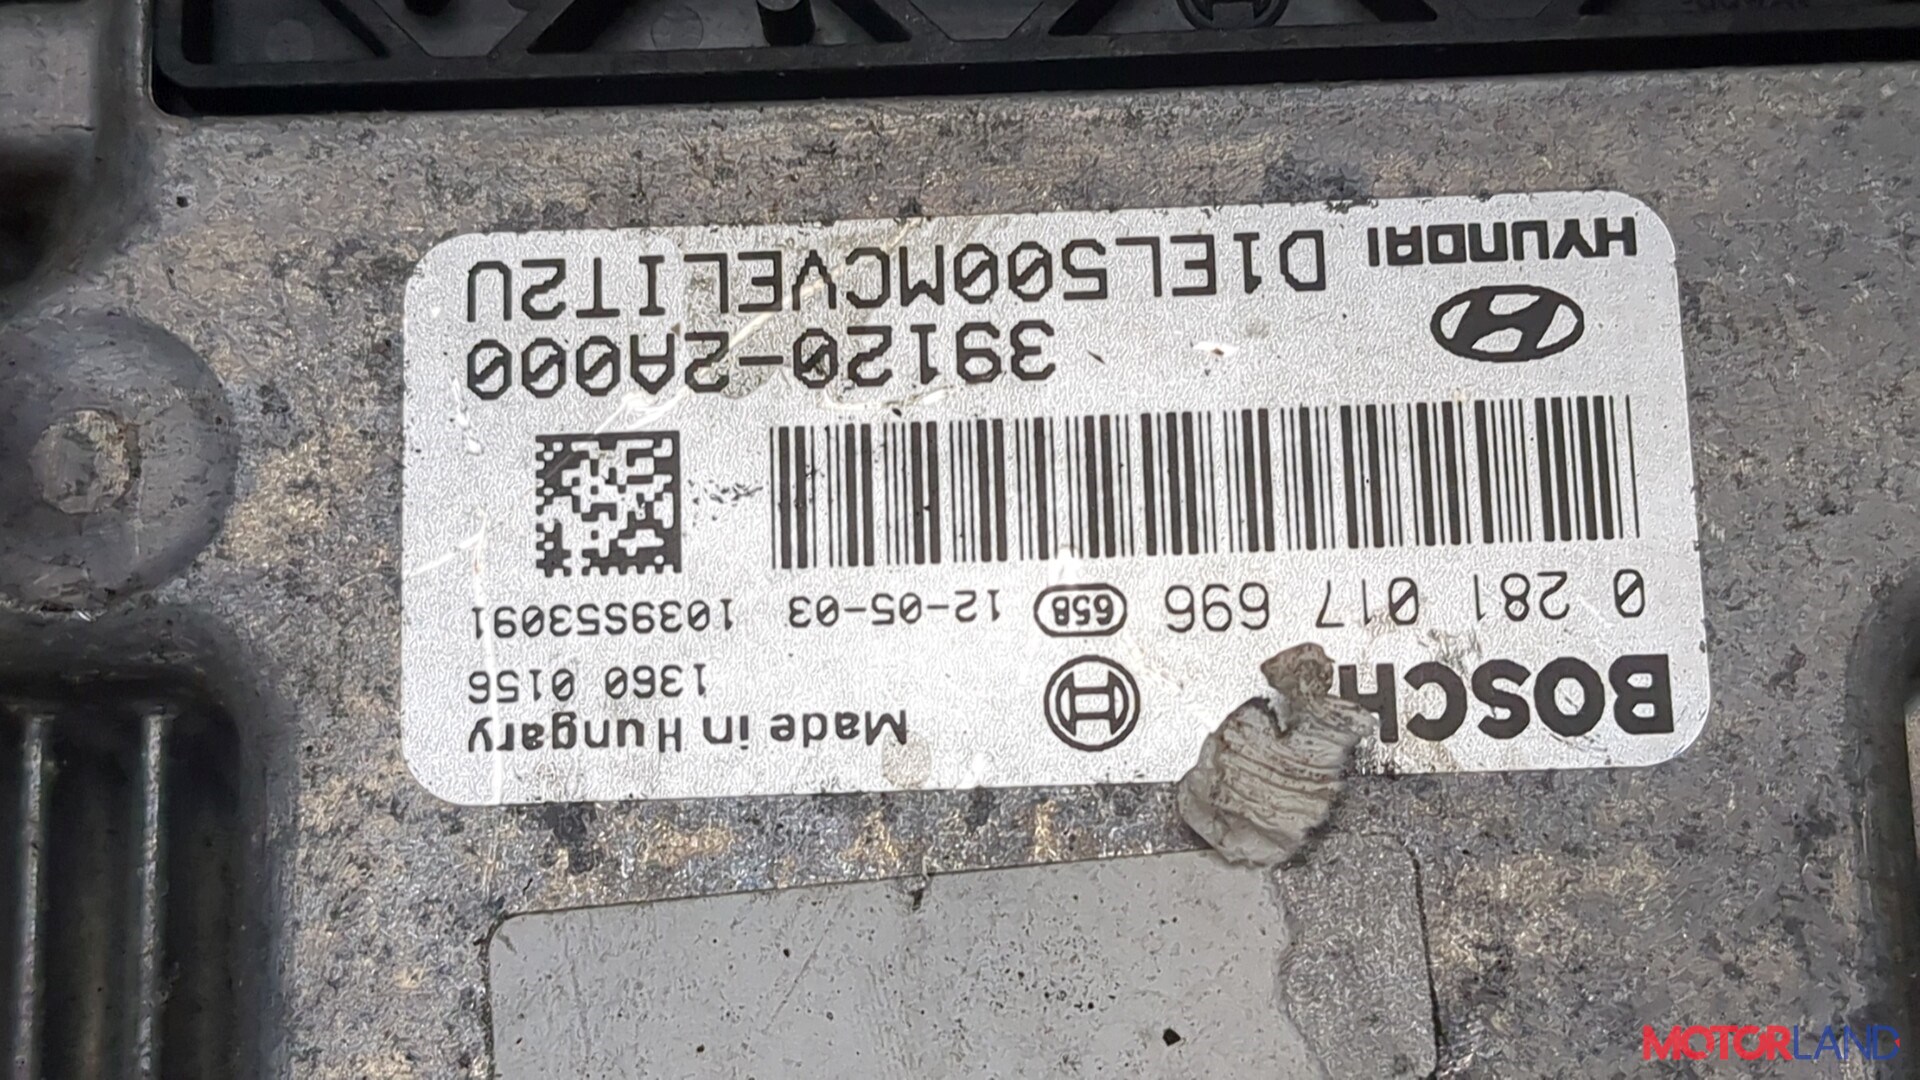 BOSCH
Made in Hungary
1360 0156
0 281 017 696 12-05-03 1039S53091
39120-2A000
HYUNDAI D1EL500MCVELIT2U
MOTORLAND